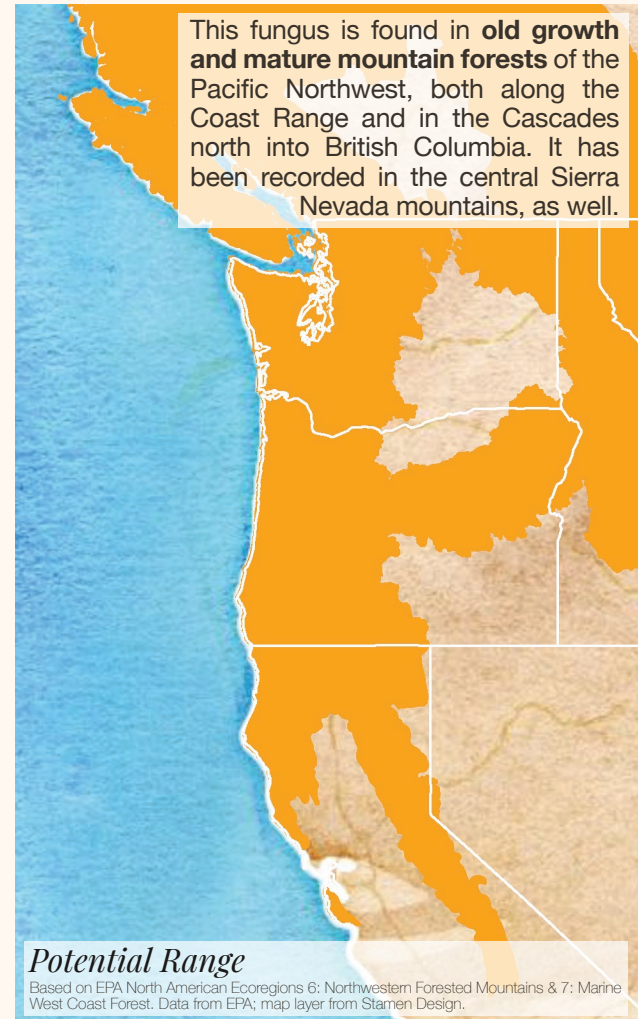 This fungus is found in old growth
and mature mountain forests of the
Pacific Northwest, both along the
Coast Range and in the Cascades
north into British Columbia. It has
been recorded in the central Sierra
Nevada mountains, as well.
Potential Range
Based on EPA North American Ecoregions 6: Northwestern Forested Mountains & 7: Marine
West Coast Forest. Data from EPA; map layer from Stamen Design.